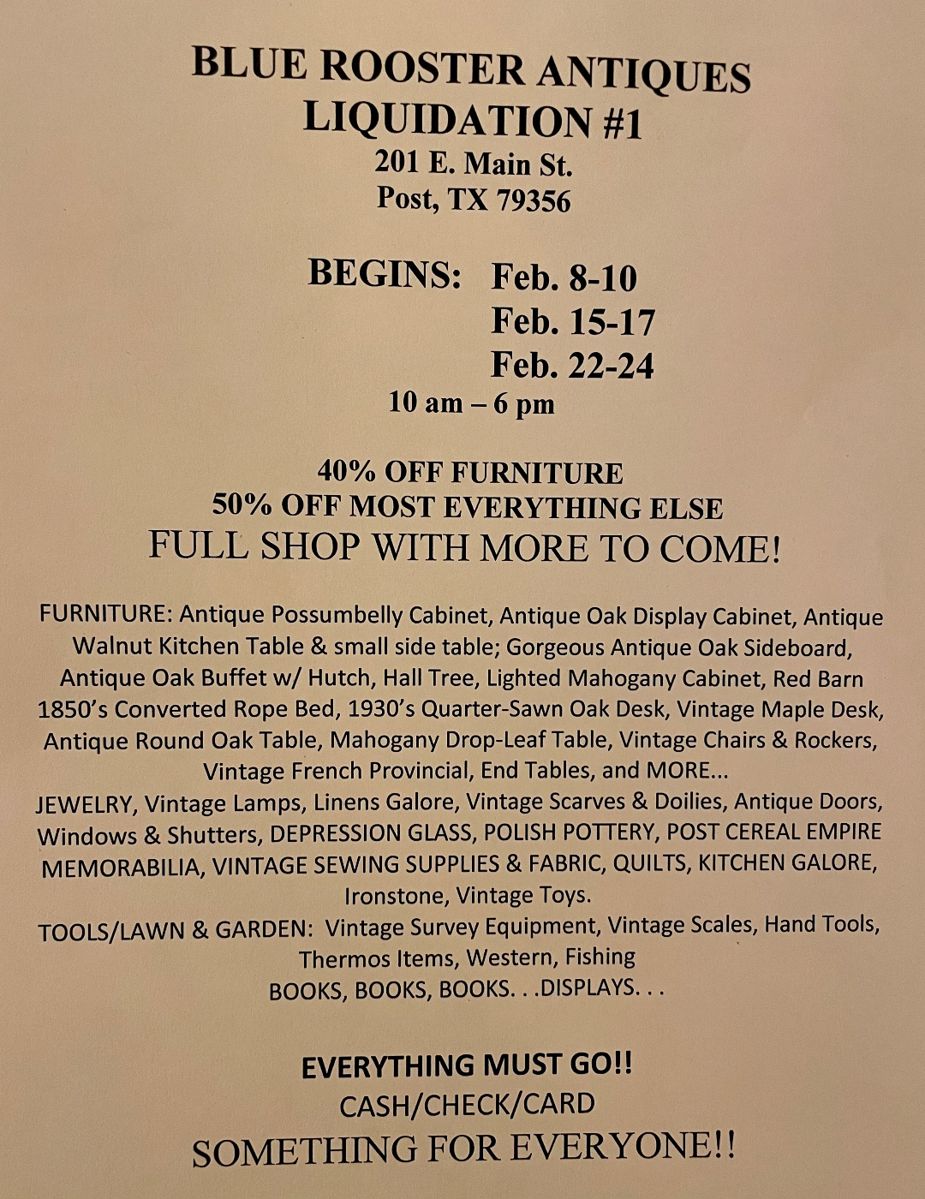 BLUE ROOSTER ANTIQUES
LIQUIDATION #1
201 E. Main St.
Post, TX 79356
BEGINS: Feb. 8-10
Feb. 15-17
Feb. 22-24
10 am – 6 pm
40% OFF FURNITURE
50% OFF MOST EVERYTHING ELSE
FULL SHOP WITH MORE TO COME!
FURNITURE: Antique Possumbelly Cabinet, Antique Oak Display Cabinet, Antique
Walnut Kitchen Table & small side table; Gorgeous Antique Oak Sideboard,
Antique Oak Buffet w/ Hutch, Hall Tree, Lighted Mahogany Cabinet, Red Barn
1850's Converted Rope Bed, 1930's Quarter-Sawn Oak Desk, Vintage Maple Desk,
Antique Round Oak Table, Mahogany Drop-Leaf Table, Vintage Chairs & Rockers,
Vintage French Provincial, End Tables, and MORE...
JEWELRY, Vintage Lamps, Linens Galore, Vintage Scarves & Doilies, Antique Doors,
Windows & Shutters, DEPRESSION GLASS, POLISH POTTERY, POST CEREAL EMPIRE
MEMORABILIA, VINTAGE SEWING SUPPLIES & FABRIC, QUILTS, KITCHEN GALORE,
Ironstone, Vintage Toys.
TOOLS/LAWN & GARDEN: Vintage Survey Equipment, Vintage Scales, Hand Tools,
Thermos Items, Western, Fishing
BOOKS, BOOKS, BOOKS. . .DISPLAYS. . .
EVERYTHING MUST GO!!
CASH/CHECK/CARD
SOMETHING FOR EVERYONE!!